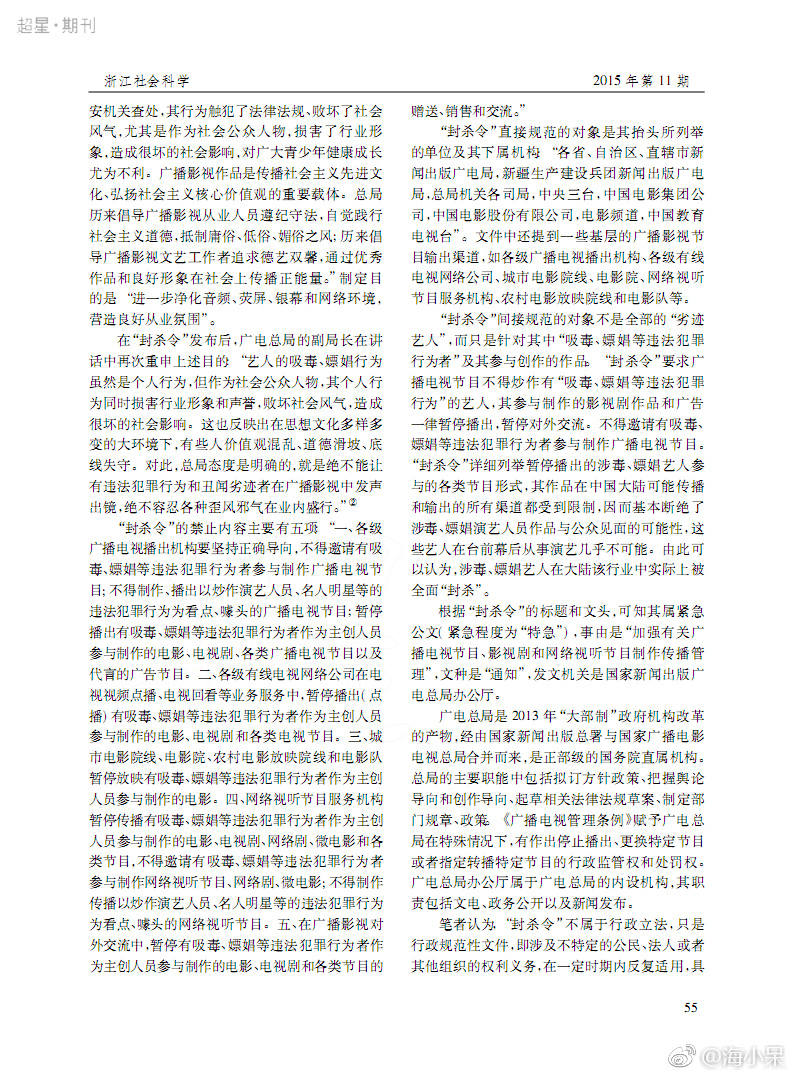 超星·期刊
浙江社会科学
2015年第11期
安机关查处,其行为触犯了法律法规、败坏了社会
风气,尤其是作为社会公众人物,损害了行业形
象,造成很坏的社会影响,对广大青少年健康成长
尤为不利。广播影视作品是传播社会主义先进文
化、弘扬社会主义核心价值观的重要载体。总局
历来倡导广播影视从业人员遵纪守法,自觉践行
社会主义道德,抵制庸俗、低俗、媚俗之风;历来倡
导广播影视文艺工作者追求德艺双馨,通过优秀
作品和良好形象在社会上传播正能量。”制定目
的是“进一步净化音频、荧屏、银幕和网络环境,
营造良好从业氛围”。
在“封杀令”发布后,广电总局的副局长在讲
话中再次重申上述目的:“艺人的吸毒、嫖娼行为
虽然是个人行为,但作为社会公众人物,其个人行
为同时损害行业形象和声誉,败坏社会风气,造成
很坏的社会影响。这也反映出在思想文化多样多
变的大环境下,有些人价值观混乱、道德滑坡、底
线失守。对此,总局态度是明确的,就是绝不能让
有违法犯罪行为和丑闻劣迹者在广播影视中发声
出镜,绝不容忍各种歪风邪气在业内盛行。”②
“封杀令”的禁止内容主要有五项:“一、各级
广播电视播出机构要坚持正确导向,不得邀请有吸
毒、嫖娼等违法犯罪行为者参与制作广播电视节
目;不得制作、播出以炒作演艺人员、名人明星等的
违法犯罪行为为看点、噱头的广播电视节目;暂停
播出有吸毒、嫖娼等违法犯罪行为者作为主创人员
参与制作的电影、电视剧、各类广播电视节目以及
代言的广告节目。二、各级有线电视网络公司在电
视视频点播、电视回看等业务服务中,暂停播出(点
播)有吸毒、嫖娼等违法犯罪行为者作为主创人员
参与制作的电影、电视剧和各类电视节目。三、城
市电影院线、电影院、农村电影放映院线和电影队
暂停放映有吸毒、嫖娼等违法犯罪行为者作为主创
人员参与制作的电影。四、网络视听节目服务机构
暂停传播有吸毒、嫖娼等违法犯罪行为者作为主创
人员参与制作的电影、电视剧、网络剧、微电影和各
类节目,不得邀请有吸毒、嫖娼等违法犯罪行为者
参与制作网络视听节目、网络剧、微电影;不得制作
传播以炒作演艺人员、名人明星等的违法犯罪行为
为看点、噱头的网络视听节目。五、在广播影视对
外交流中,暂停有吸毒、嫖娼等违法犯罪行为者作
为主创人员参与制作的电影、电视剧和各类节目的
赠送、销售和交流。”
“封杀令”直接规范的对象是其抬头所列举
的单位及其下属机构:“各省、自治区、直辖市新
闻出版广电局,新疆生产建设兵团新闻出版广电
局,总局机关各司局,中央三台,中国电影集团公
司,中国电影股份有限公司,电影频道,中国教育
电视台”。文件中还提到一些基层的广播影视节
目输出渠道,如各级广播电视播出机构、各级有线
电视网络公司、城市电影院线、电影院、网络视听
节目服务机构、农村电影放映院线和电影队等。
“封杀令”间接规范的对象不是全部的“劣迹
艺人”,而只是针对其中“吸毒、嫖娼等违法犯罪
行为者”及其参与创作的作品。“封杀令”要求广
播电视节目不得炒作有“吸毒、嫖娼等违法犯罪
行为”的艺人,其参与制作的影视剧作品和广告
一律暂停播出,暂停对外交流。不得邀请有吸毒、
嫖娼等违法犯罪行为者参与制作广播电视节目。
“封杀令”详细列举暂停播出的涉毒、嫖娼艺人参
与的各类节目形式,其作品在中国大陆可能传播
和输出的所有渠道都受到限制,因而基本断绝了
涉毒、嫖娼演艺人员作品与公众见面的可能性,这
些艺人在台前幕后从事演艺几乎不可能。由此可
以认为,涉毒、嫖娼艺人在大陆该行业中实际上被
全面“封杀”。
根据“封杀令”的标题和文头,可知其属紧急
公文(紧急程度为“特急”),事由是“加强有关广
播电视节目、影视剧和网络视听节目制作传播管
理”,文种是“通知”,发文机关是国家新闻出版广
电总局办公厅。
广电总局是2013年“大部制”政府机构改革
的产物,经由国家新闻出版总署与国家广播电影
电视总局合并而来,是正部级的国务院直属机构。
总局的主要职能中包括拟订方针政策、把握舆论
导向和创作导向、起草相关法律法规草案、制定部
门规章、政策。《广播电视管理条例》赋予广电总
局在特殊情况下,有作出停止播出、更换特定节目
或者指定转播特定节目的行政监管权和处罚权。
广电总局办公厅属于广电总局的内设机构,其职
责包括文电、政务公开以及新闻发布。
笔者认为,“封杀令”不属于行政立法,只是
行政规范性文件,即涉及不特定的公民、法人或者
其他组织的权利义务,在一定时期内反复适用,具
55
@海小呆